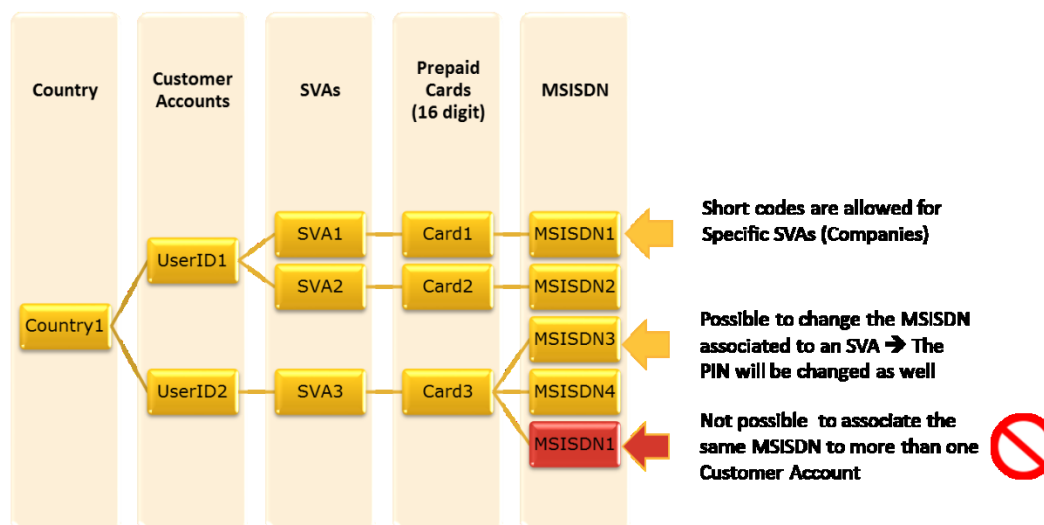 Country
Customer
Accounts
SVAs
Prepaid
Cards
(16 digit)
MSISDN
SVA1
Card1
MSISDN1
UserID1
SVA2
Card2
MSISDN2
Country1
MSISDN3
UserID2
SVA3
Card3
MSISDN4
MSISDN1
Short codes are allowed for
Specific SVAs (Companies)
Possible to change the MSISDN
associated to an SVA ➔ The
PIN will be changed as well
Not possible to associate the
same MSISDN to more than one
Customer Account